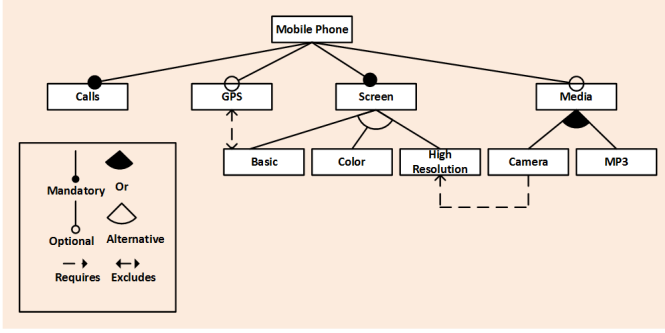 Mobile Phone
Calls
GPS
Screen
Media
Basic
Color
High
Resolution
Camera
MP3
Mandatory
Or
Optional
Alternative
Requires
Excludes